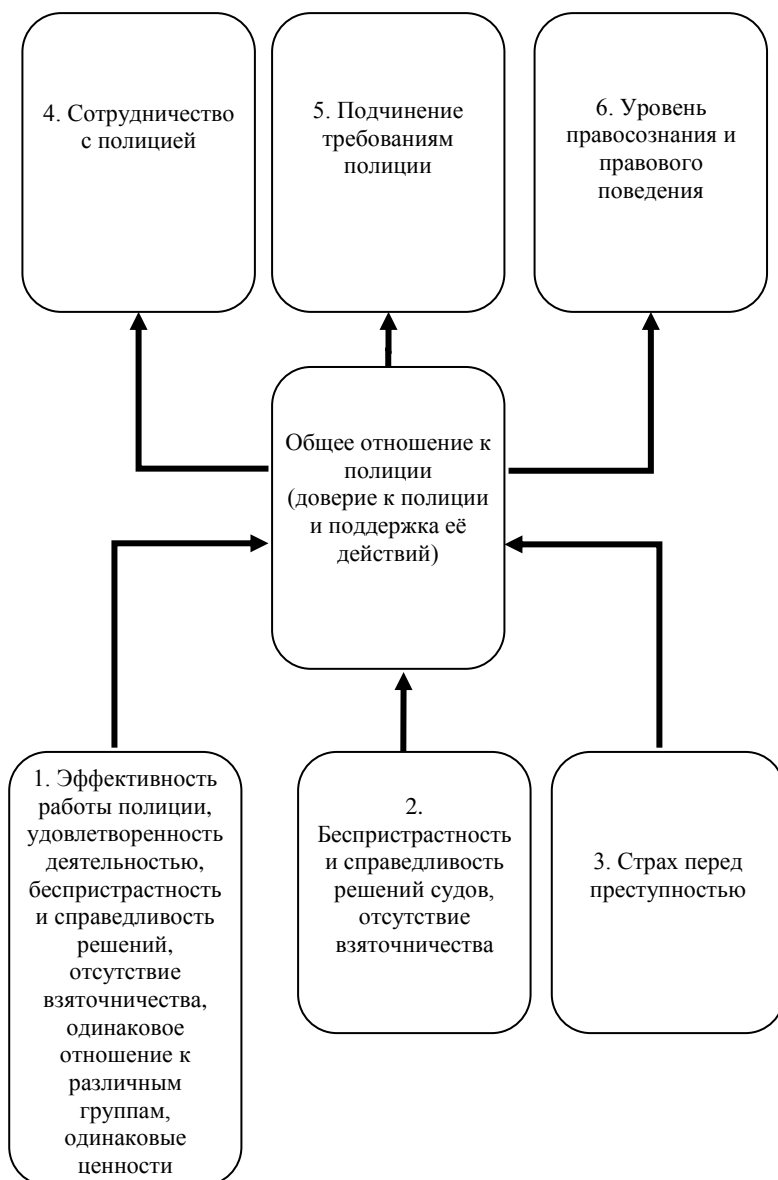 4. Сотрудничество
с полицией
5. Подчинение
требованиям
полиции
6. Уровень
правосознания и
правового
поведения
Общее отношение к
полиции
(доверие к полиции
и поддержка её
действий)
1. Эффективность
работы полиции,
удовлетворенность
деятельностью,
беспристрастность
и справедливость
решений,
отсутствие
взяточничества,
одинаковое
отношение к
различным
группам,
одинаковые
ценности
2.
Беспристрастность
и справедливость
решений судов,
отсутствие
взяточничества
3. Страх перед
преступностью